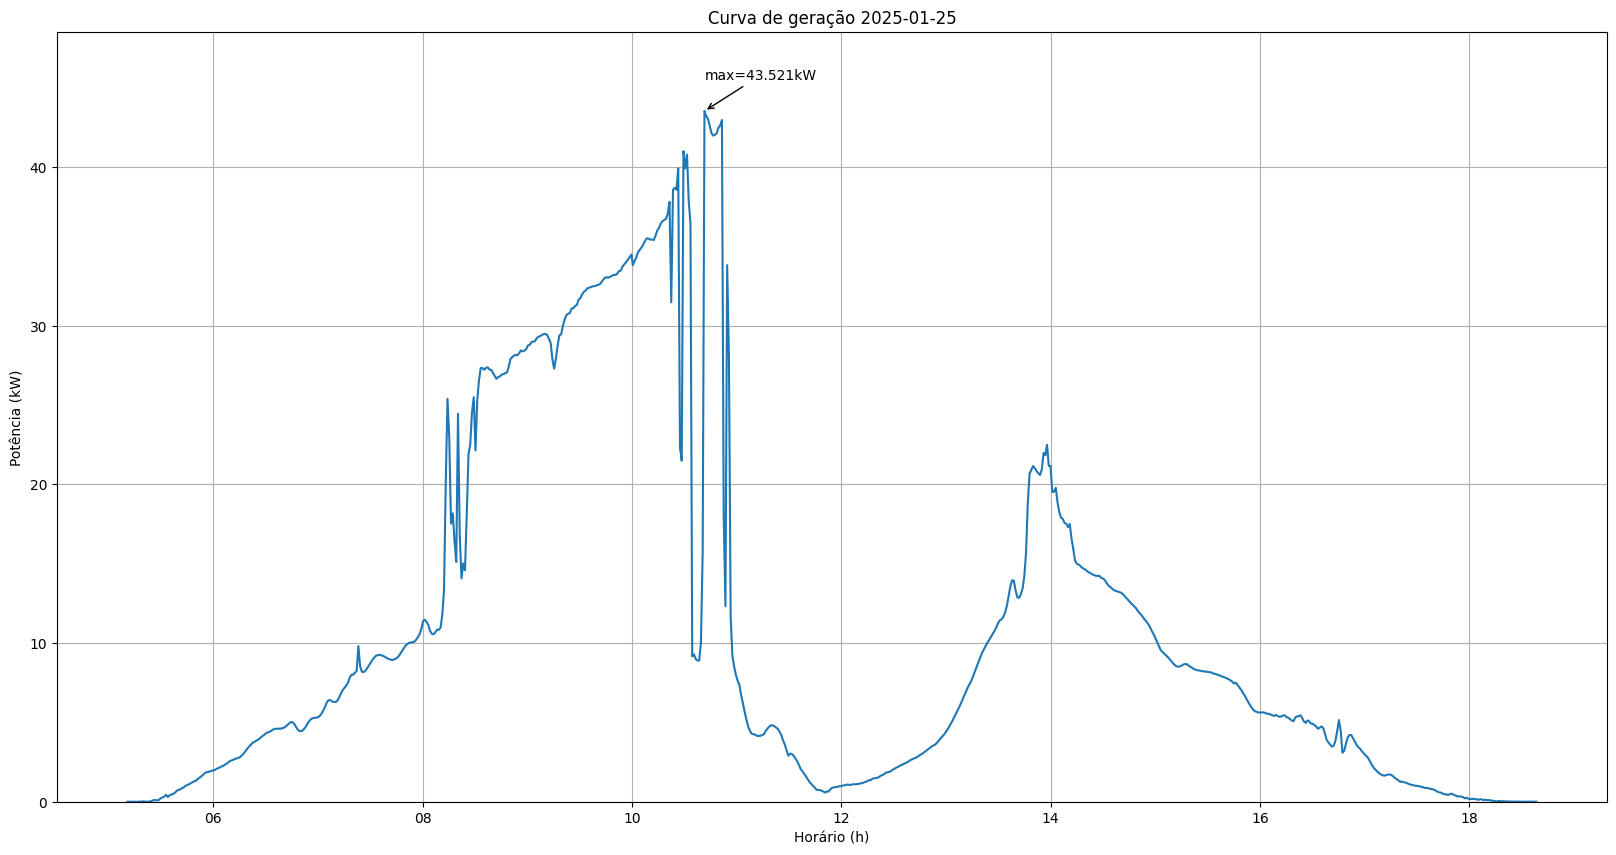 Curva de geração 2025-01-25
max=43.521kW
Potência (kW)
40
30
20
10
0
06 08 10 12 14 16 18
Horário (h)